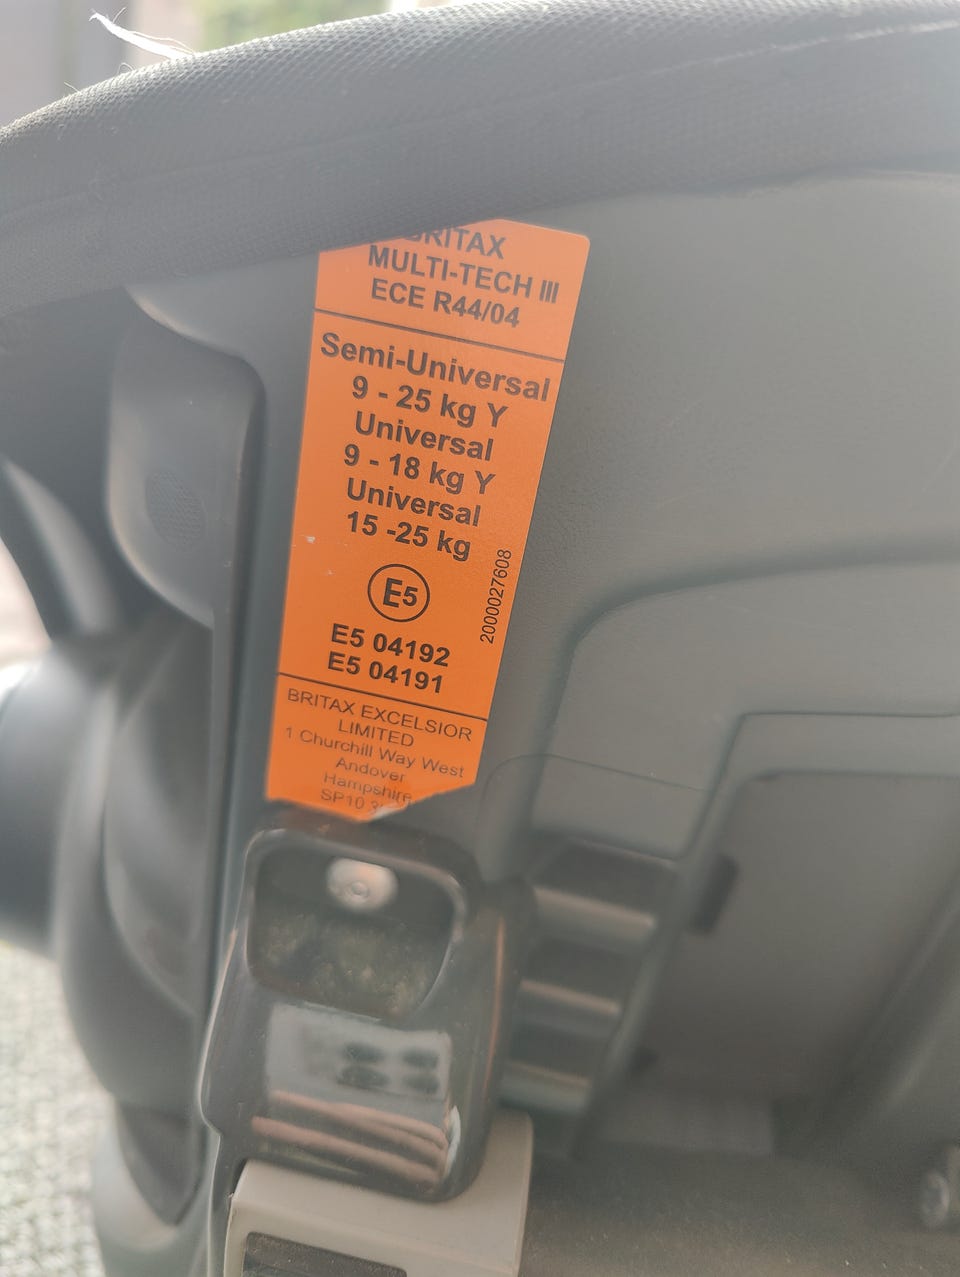 BRITAX
MULTI-TECH III
ECE R44/04
Semi-Universal
9 - 25 kg Y
Universal
9 - 18 kg Y
Universal
15 -25 kg
E5
E5 04192
E5 04191
2000027608
BRITAX EXCELSIOR
LIMITED
1 Churchill Way West
Andover
Hampshire
SP10